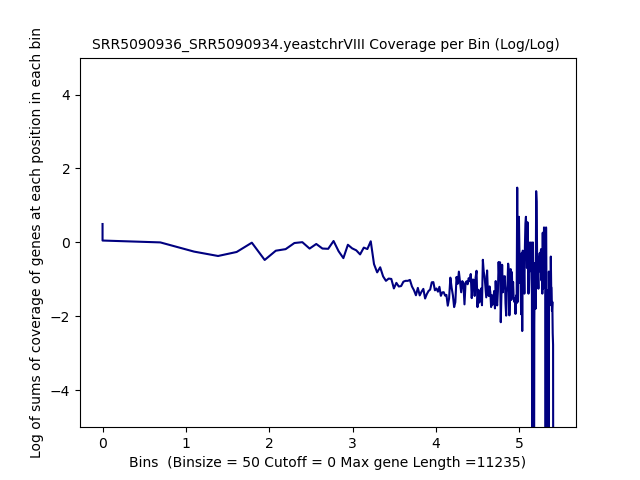 SRR5090936_SRR5090934.yeastchrVIII Coverage per Bin (Log/Log)
Log of sums of coverage of genes at each position in each bin
4
2
0
−2
−4
0 1 2 3 4 5
Bins  (Binsize = 50 Cutoff = 0 Max gene Length =11235)